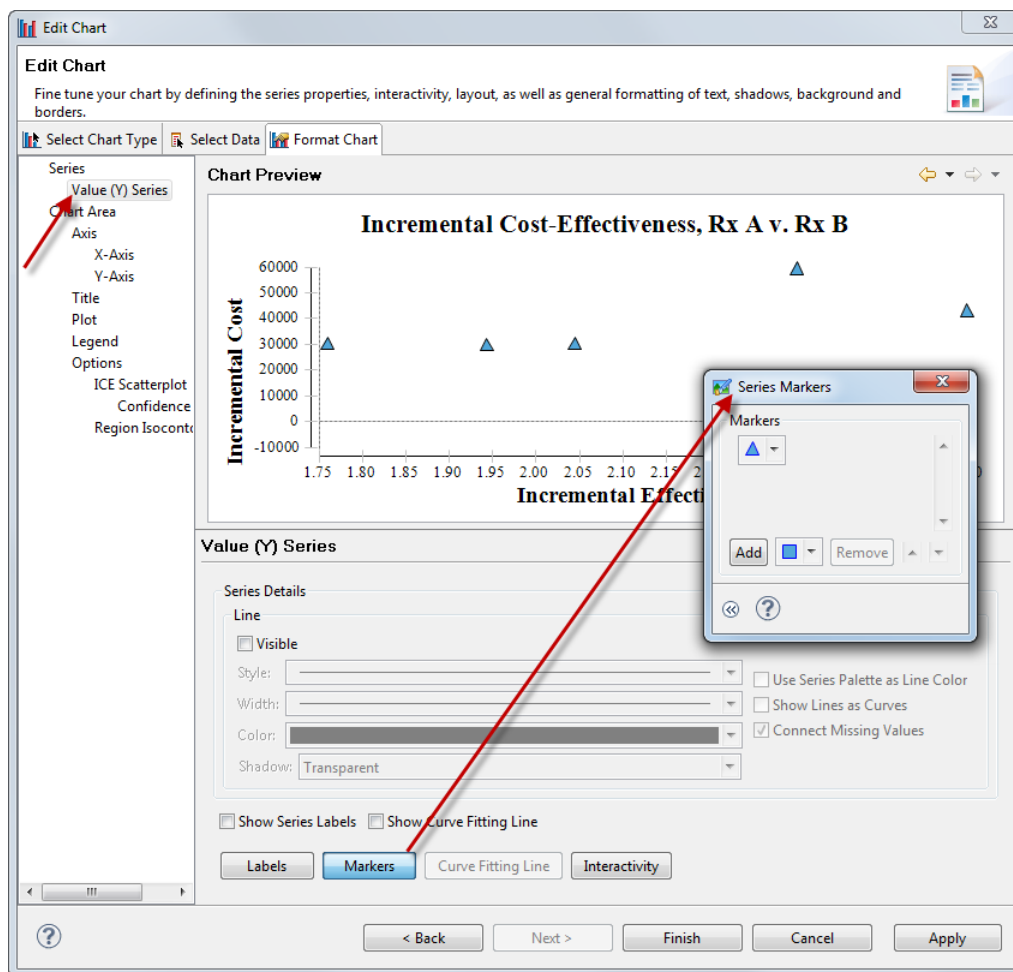 Edit Chart
Edit Chart
Fine tune your chart by defining the series properties, interactivity, layout, as well as general formatting of text, shadows, background and
borders.
Select Chart Type Select Data Format Chart
Series
Value (Y) Series
Chart Area
Axis
X-Axis
Y-Axis
Title
Plot
Legend
Options
ICE Scatterplot
Confidence
Region Isoconto
Chart Preview
Incremental Cost-Effectiveness, Rx A v. Rx B
Incremental Cost
60000
50000
40000
30000
20000
10000
0
-10000
1.75 1.80 1.85 1.90 1.95 2.00 2.05 2.10 2.15
Incremental Effecti
Series Markers
Markers
Add Remove
Value (Y) Series
Series Details
Line
Visible
Style:
Width:
Color:
Shadow: Transparent
Use Series Palette as Line Color
Show Lines as Curves
Connect Missing Values
Show Series Labels Show Curve Fitting Line
Labels Markers Curve Fitting Line Interactivity
< Back Next > Finish Cancel Apply